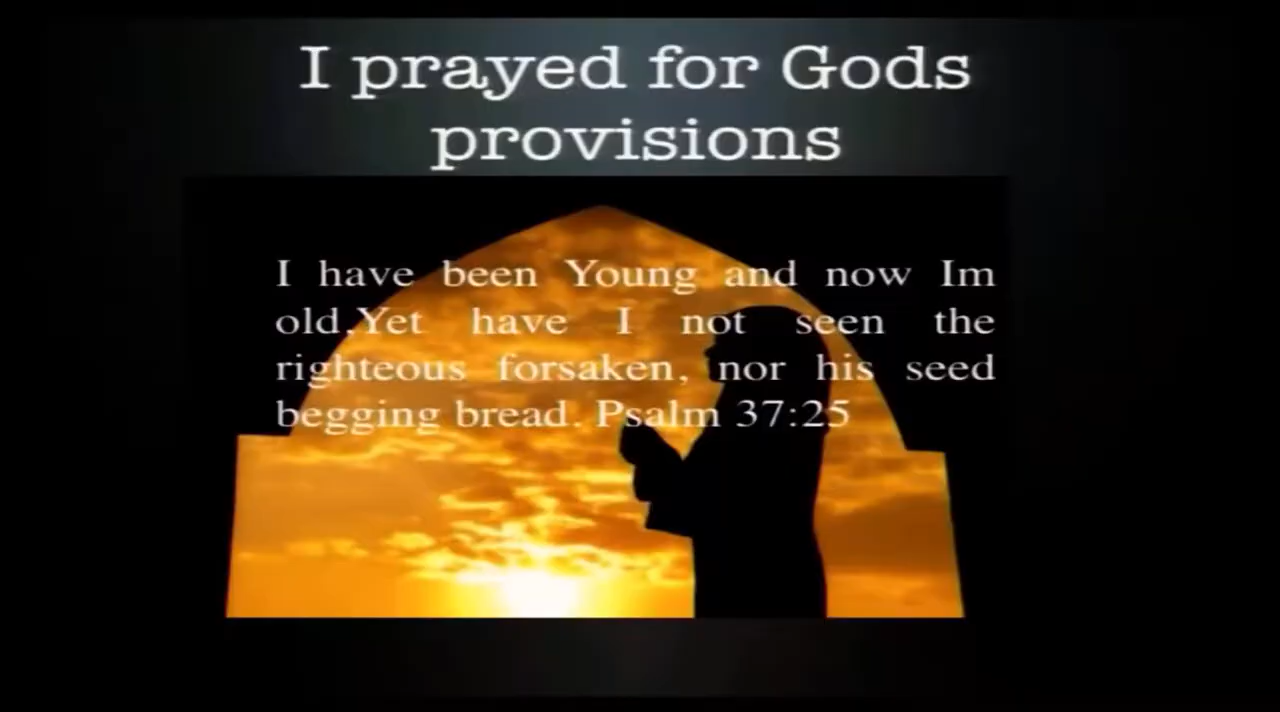 I prayed for Gods
provisions
I have been Young and now Im
old.Yet have I not seen the
righteous forsaken, nor his seed
begging bread. Psalm 37:25